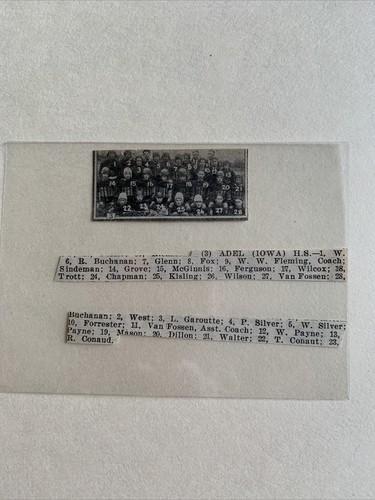 (3) ADEL (IOWA) H.S.—1, W.
6, R. Buchanan; 7, Glenn; 8, Fox; 9, W. W. Fleming, Coach;
Sindeman; 14, Grove; 15, McGinnis; 16, Ferguson; 17, Wilcox; 18,
Trott; 24, Chapman; 25, Kisling; 26, Wilson; 27, Van Fossen; 28,
Buchanan; 2, West; 3, L. Garoutte; 4, P. Silver; 5, W. Silver;
10, Forrester; 11, Van Fossen, Asst. Coach; 12, W. Payne; 13,
Payne; 19, Mason; 20, Dillon; 21, Walter; 22, T. Conaut; 23,
R. Conaud.